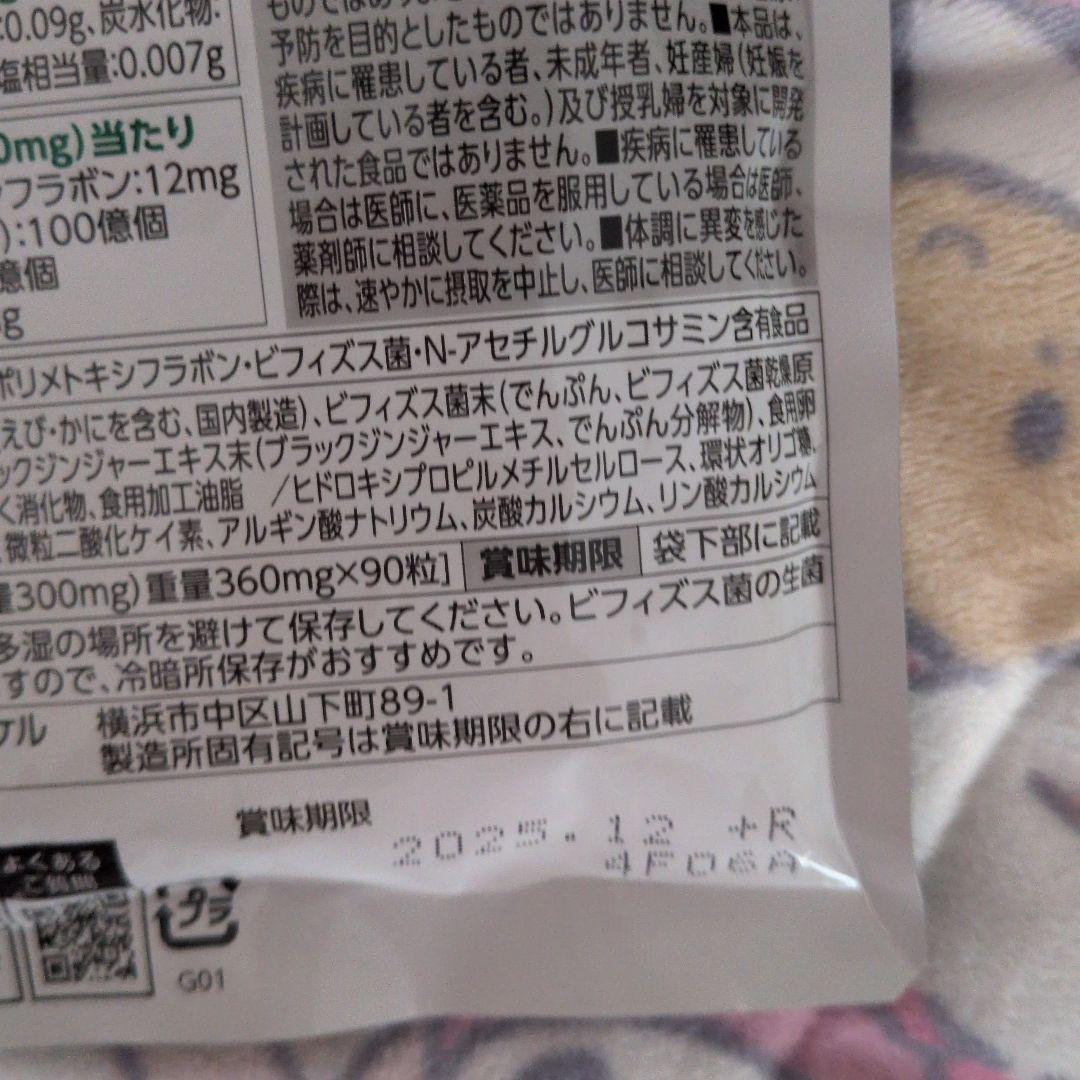 :0.09g、炭水化物:
塩相当量:0.007g
0mg)当たり
フラボン:12mg
):100億個
億個
g
予防を目的としたものではありません。■本品は、
疾病に罹患している者、未成年者、妊産婦(妊娠を
計画している者を含む。)及び授乳婦を対象に開発
された食品ではありません。■疾病に罹患している
場合は医師に、医薬品を服用している場合は医師、
薬剤師に相談してください。■体調に異変を感じた
際は、速やかに摂取を中止し、医師に相談してください。
ポリメトキシフラボン・ビフィズス菌・N-アセチルグルコサミン含有食品
えび・かにを含む、国内製造)、ビフィズス菌末(でんぷん、ビフィズス菌乾燥原
ックジンジャーエキス末(ブラックジンジャーエキス、でんぷん分解物)、食用卵
く消化物、食用加工油脂 /ヒドロキシプロピルメチルセルロース、環状オリゴ糖、
微粒二酸化ケイ素、アルギン酸ナトリウム、炭酸カルシウム、リン酸カルシウム
量300mg)重量360mg×90粒] 賞味期限 袋下部に記載
多湿の場所を避けて保存してください。ビフィズス菌の生菌
すので、冷暗所保存がおすすめです。
ケル 横浜市中区山下町89-1
製造所固有記号は賞味期限の右に記載
賞味期限 2025.12 +R
4F06A
よくある
ご質問
プラ
G01